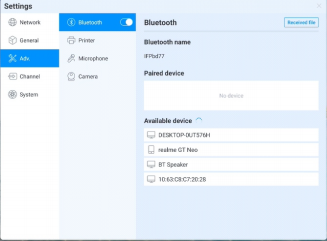 Settings
Network
General
Adv.
Channel
System
Bluetooth
Printer
Microphone
Camera
Bluetooth
Received file
Bluetooth name
IFPbd77
Paired device
No device
Available device
DESKTOP-0UT576H
realme GT Neo
BT Speaker
10:63:C8:C7:20:28